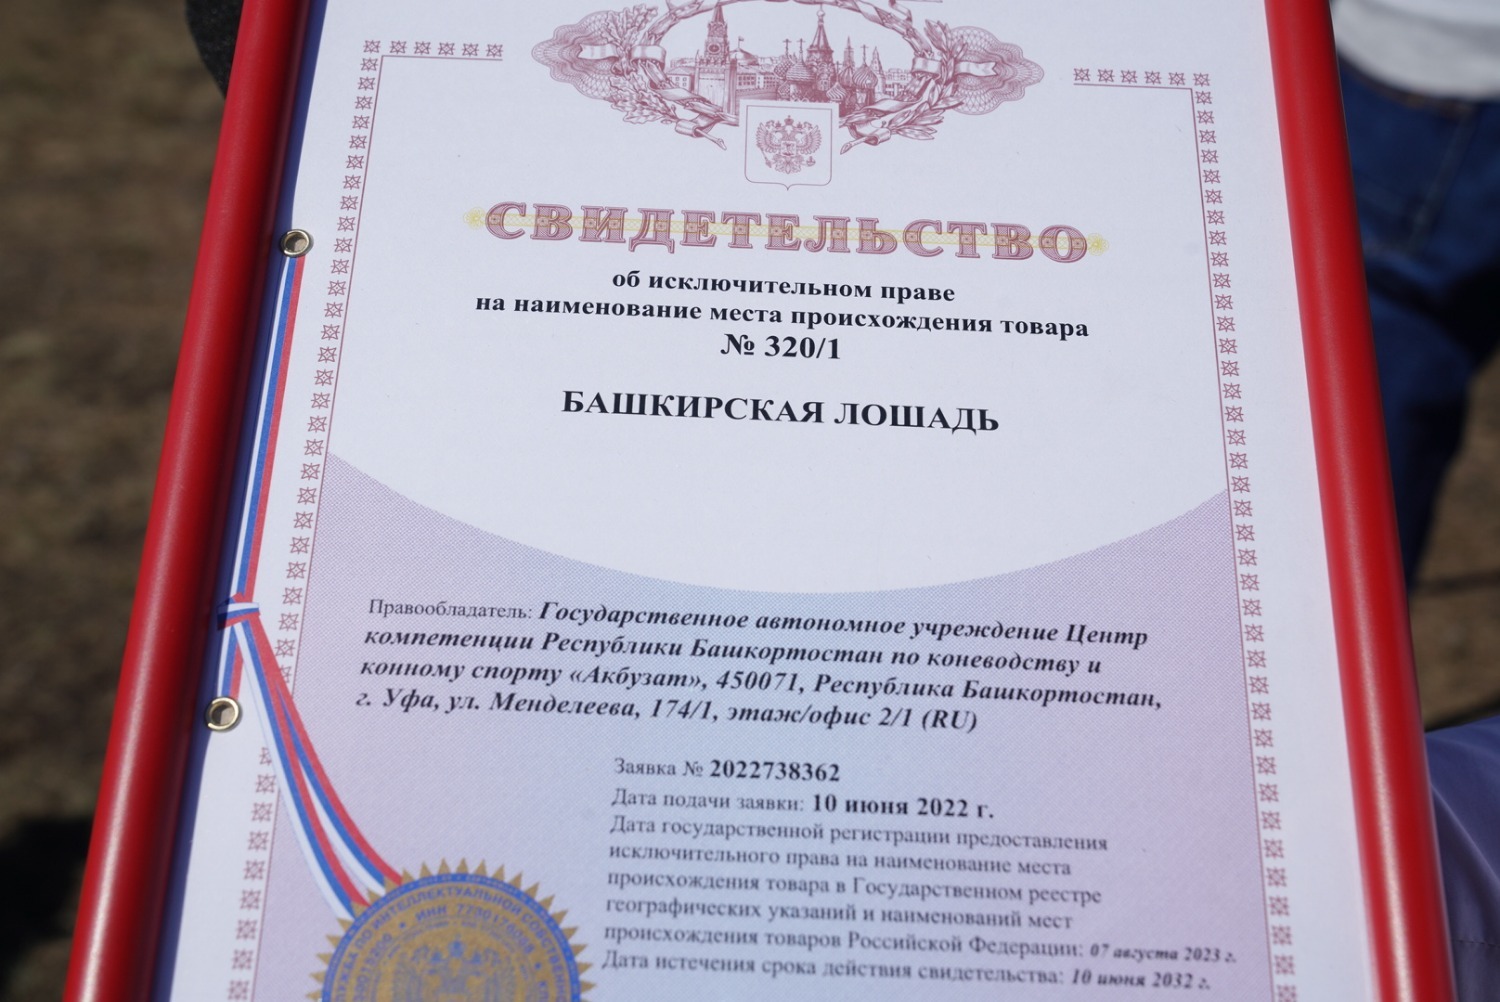 СВИДЕТЕЛЬСТВО
об исключительном праве
на наименование места происхождения товара
№ 320/1
БАШКИРСКАЯ ЛОШАДЬ
Правообладатель: Государственное автономное учреждение Центр
компетенции Республики Башкортостан по коневодству и
конному спорту «Акбузат», 450071, Республика Башкортостан,
г. Уфа, ул. Менделеева, 174/1, этаж/офис 2/1 (RU)
Заявка № 2022738362
Дата подачи заявки: 10 июня 2022 г.
Дата государственной регистрации предоставления
исключительного права на наименование места
происхождения товара в Государственном реестре
географических указаний и наименований мест
происхождения товаров Российской Федерации: 07 августа 2023 г.
Дата истечения срока действия свидетельства: 10 июня 2032 г.
ПО ИНТЕЛЛЕКТУАЛЬНОЙ
ИНН